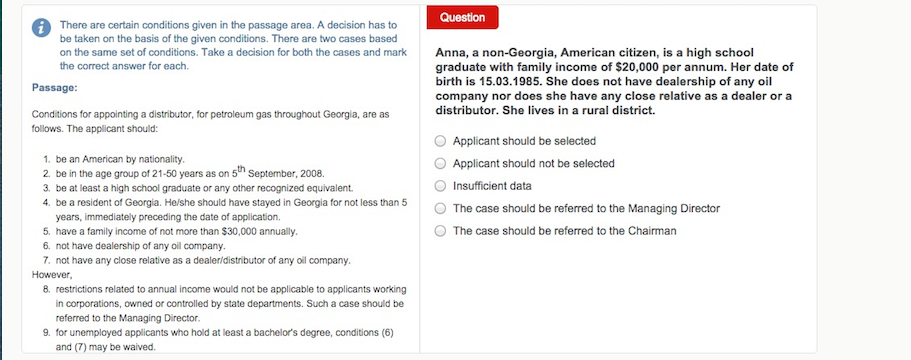 There are certain conditions given in the passage area. A decision has to
be taken on the basis of the given conditions. There are two cases based
on the same set of conditions. Take a decision for both the cases and mark
the correct answer for each.
Passage:
Conditions for appointing a distributor, for petroleum gas throughout Georgia, are as
follows. The applicant should:
1. be an American by nationality.
2. be in the age group of 21-50 years as on 5th September, 2008.
3. be at least a high school graduate or any other recognized equivalent.
4. be a resident of Georgia. He/she should have stayed in Georgia for not less than 5
years, immediately preceding the date of application.
5. have a family income of not more than $30,000 annually.
6. not have dealership of any oil company.
7. not have any close relative as a dealer/distributor of any oil company.
However,
8. restrictions related to annual income would not be applicable to applicants working
in corporations, owned or controlled by state departments. Such a case should be
referred to the Managing Director.
9. for unemployed applicants who hold at least a bachelor's degree, conditions (6)
and (7) may be waived.
Question
Anna, a non-Georgia, American citizen, is a high school
graduate with family income of $20,000 per annum. Her date of
birth is 15.03.1985. She does not have dealership of any oil
company nor does she have any close relative as a dealer or a
distributor. She lives in a rural district.
Applicant should be selected
Applicant should not be selected
Insufficient data
The case should be referred to the Managing Director
The case should be referred to the Chairman